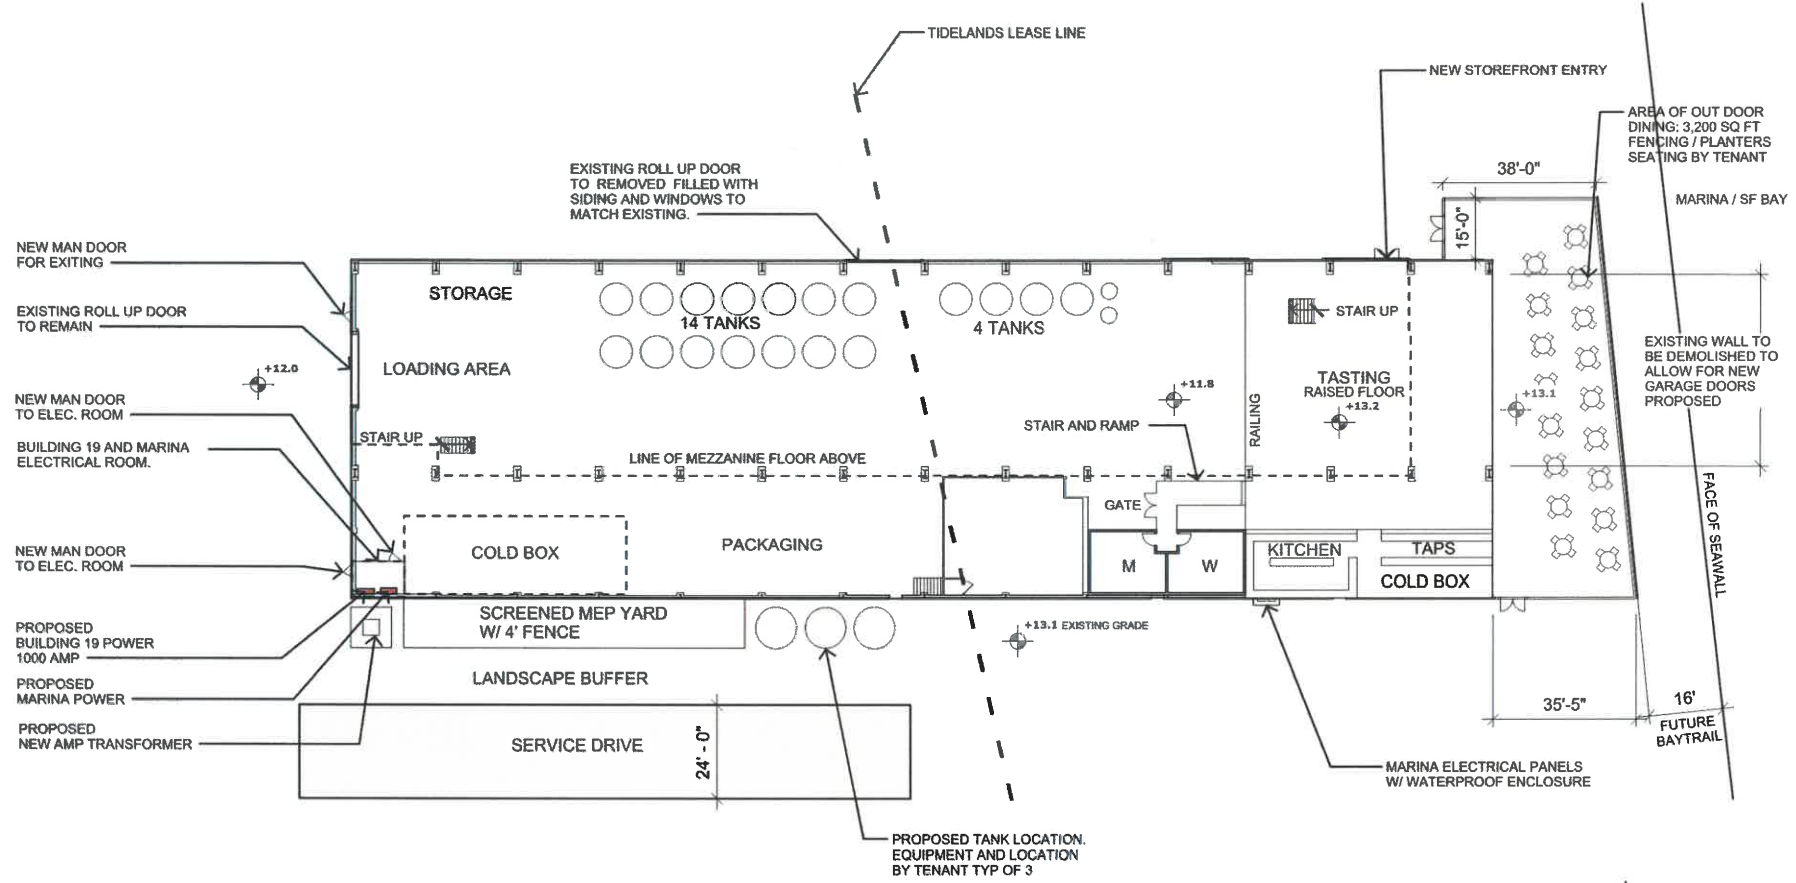 TIDELANDS LEASE LINE
NEW STOREFRONT ENTRY
AREA OF OUT DOOR
DINING: 3,200 SQ FT
FENCING / PLANTERS
SEATING BY TENANT
38'-0"
MARINA / SF BAY
15'-0"
EXISTING ROLL UP DOOR
TO REMOVED FILLED WITH
SIDING AND WINDOWS TO
MATCH EXISTING.
NEW MAN DOOR
FOR EXITING
EXISTING ROLL UP DOOR
TO REMAIN
+12.0
NEW MAN DOOR
TO ELEC. ROOM
BUILDING 19 AND MARINA
ELECTRICAL ROOM.
NEW MAN DOOR
TO ELEC. ROOM
PROPOSED
BUILDING 19 POWER
1000 AMP
PROPOSED
MARINA POWER
PROPOSED
NEW AMP TRANSFORMER
STORAGE
14 TANKS
4 TANKS
STAIR UP
LOADING AREA
+11.8
TASTING
RAISED FLOOR
+13.2
+13.1
EXISTING WALL TO
BE DEMOLISHED TO
ALLOW FOR NEW
GARAGE DOORS
PROPOSED
RAILING
STAIR AND RAMP
STAIR UP
LINE OF MEZZANINE FLOOR ABOVE
GATE
COLD BOX
PACKAGING
M
W
KITCHEN
TAPS
COLD BOX
FACE OF SEAWALL
SCREENED MEP YARD
W/ 4' FENCE
+13.1 EXISTING GRADE
LANDSCAPE BUFFER
SERVICE DRIVE
24' - 0"
35'-5"
16'
FUTURE
BAYTRAIL
MARINA ELECTRICAL PANELS
W/ WATERPROOF ENCLOSURE
PROPOSED TANK LOCATION.
EQUIPMENT AND LOCATION
BY TENANT TYP OF 3